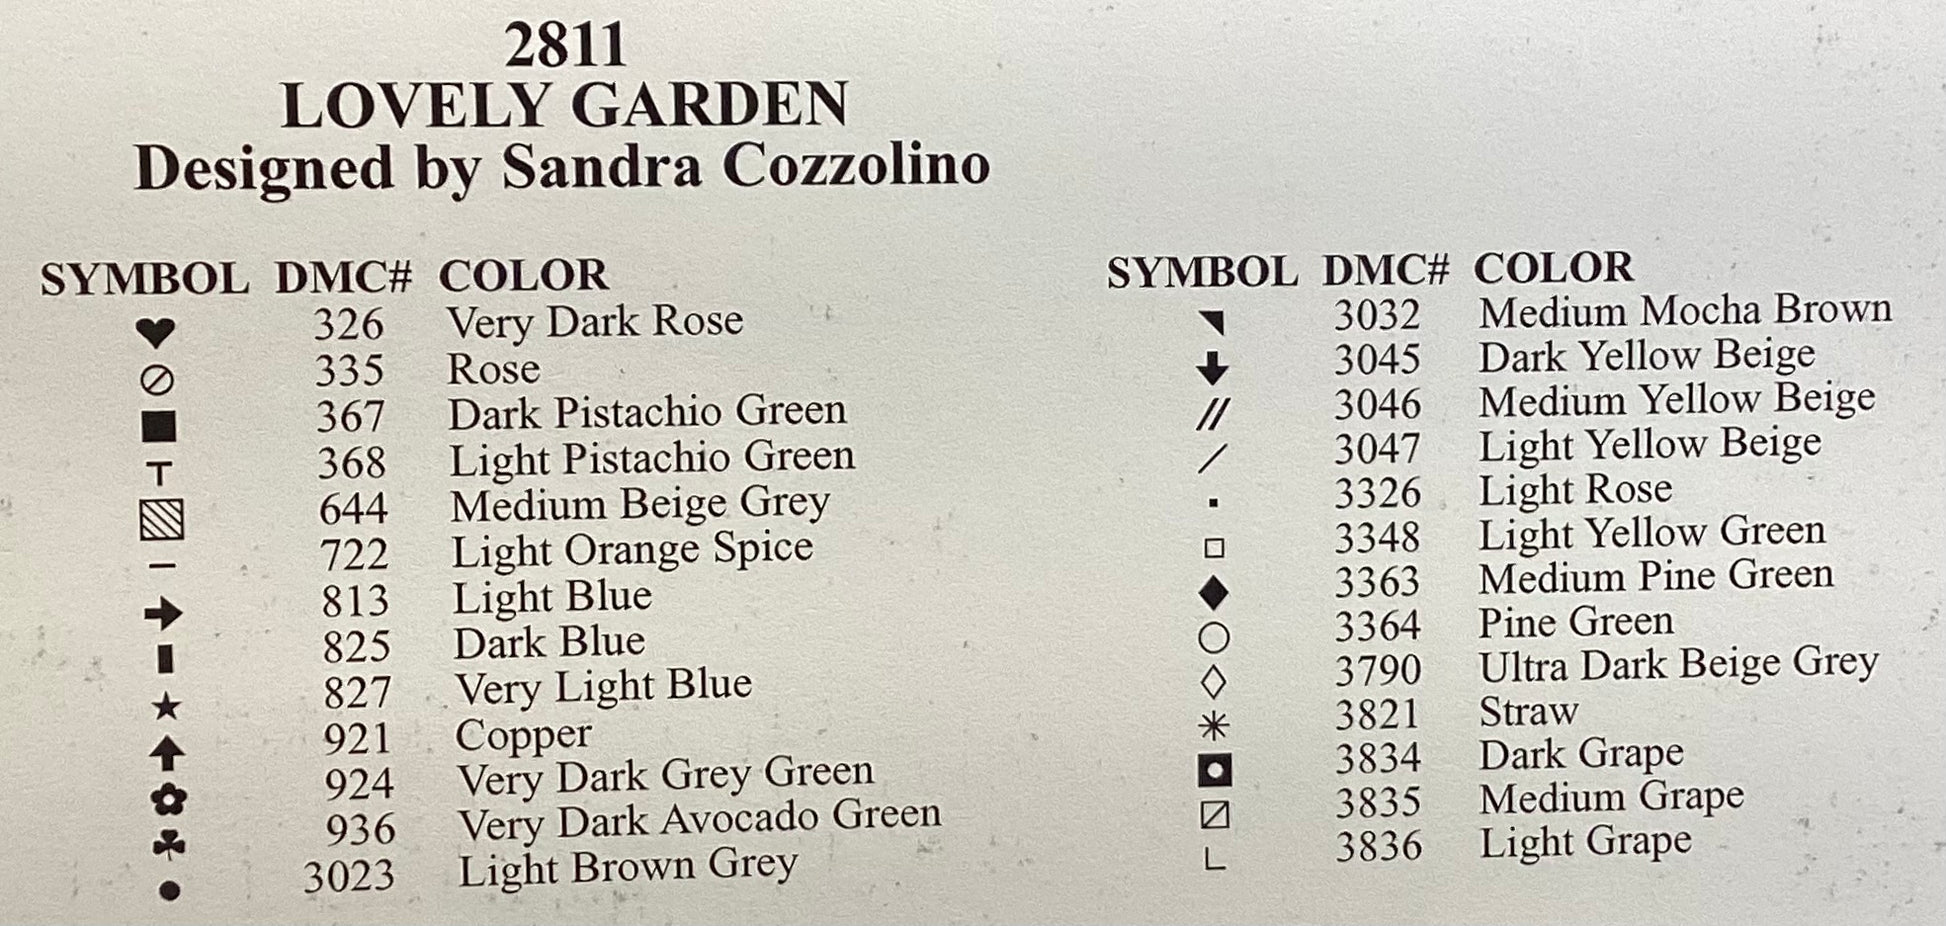 2811
LOVELY GARDEN
Designed by Sandra Cozzolino
SYMBOL DMC# COLOR
♥ 326 Very Dark Rose
⊘ 335 Rose
■ 367 Dark Pistachio Green
T 368 Light Pistachio Green
▧ 644 Medium Beige Grey
– 722 Light Orange Spice
➔ 813 Light Blue
▮ 825 Dark Blue
★ 827 Very Light Blue
⬆ 921 Copper
✿ 924 Very Dark Grey Green
♣ 936 Very Dark Avocado Green
● 3023 Light Brown Grey
SYMBOL DMC# COLOR
◥ 3032 Medium Mocha Brown
⬇ 3045 Dark Yellow Beige
// 3046 Medium Yellow Beige
/ 3047 Light Yellow Beige
▪ 3326 Light Rose
□ 3348 Light Yellow Green
◆ 3363 Medium Pine Green
○ 3364 Pine Green
◇ 3790 Ultra Dark Beige Grey
✳ 3821 Straw
◘ 3834 Dark Grape
⧄ 3835 Medium Grape
L 3836 Light Grape